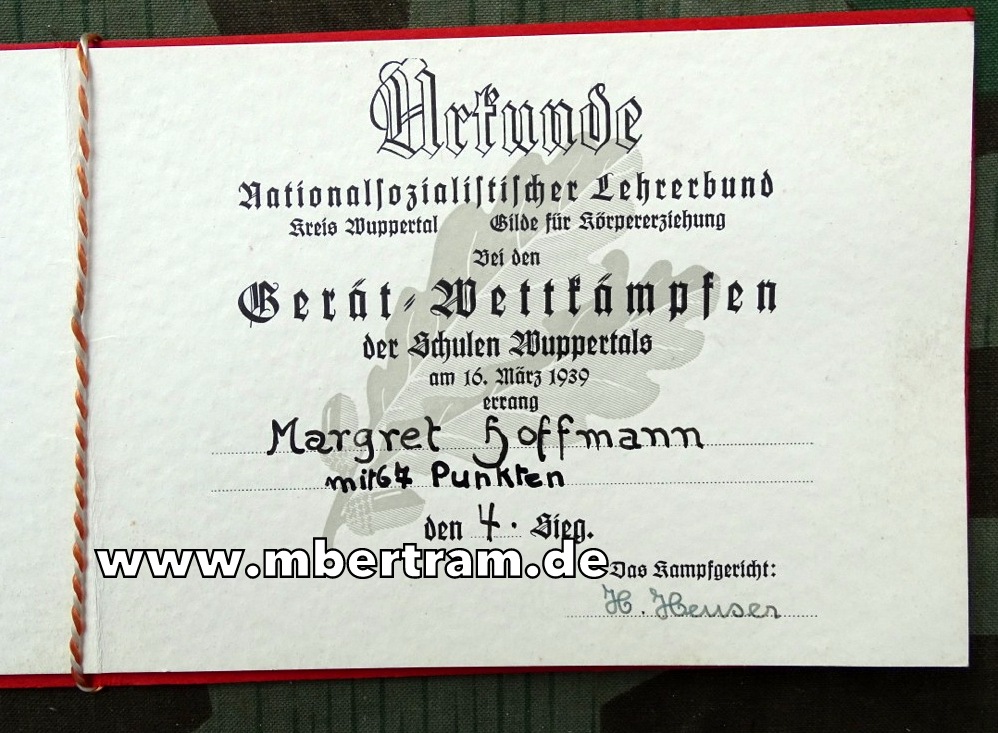 Urkunde
Nationalsozialistischer Lehrerbund
Kreis Wuppertal Gilde für Körpererziehung
Bei den
Gerät-Wettkämpfen
der Schulen Wuppertals
am 16. März 1939
errang
Margret Hoffmann
mit 67 Punkten
den 4. Sieg.
www.mbertram.de
Das Kampfgericht:
H. Heuser